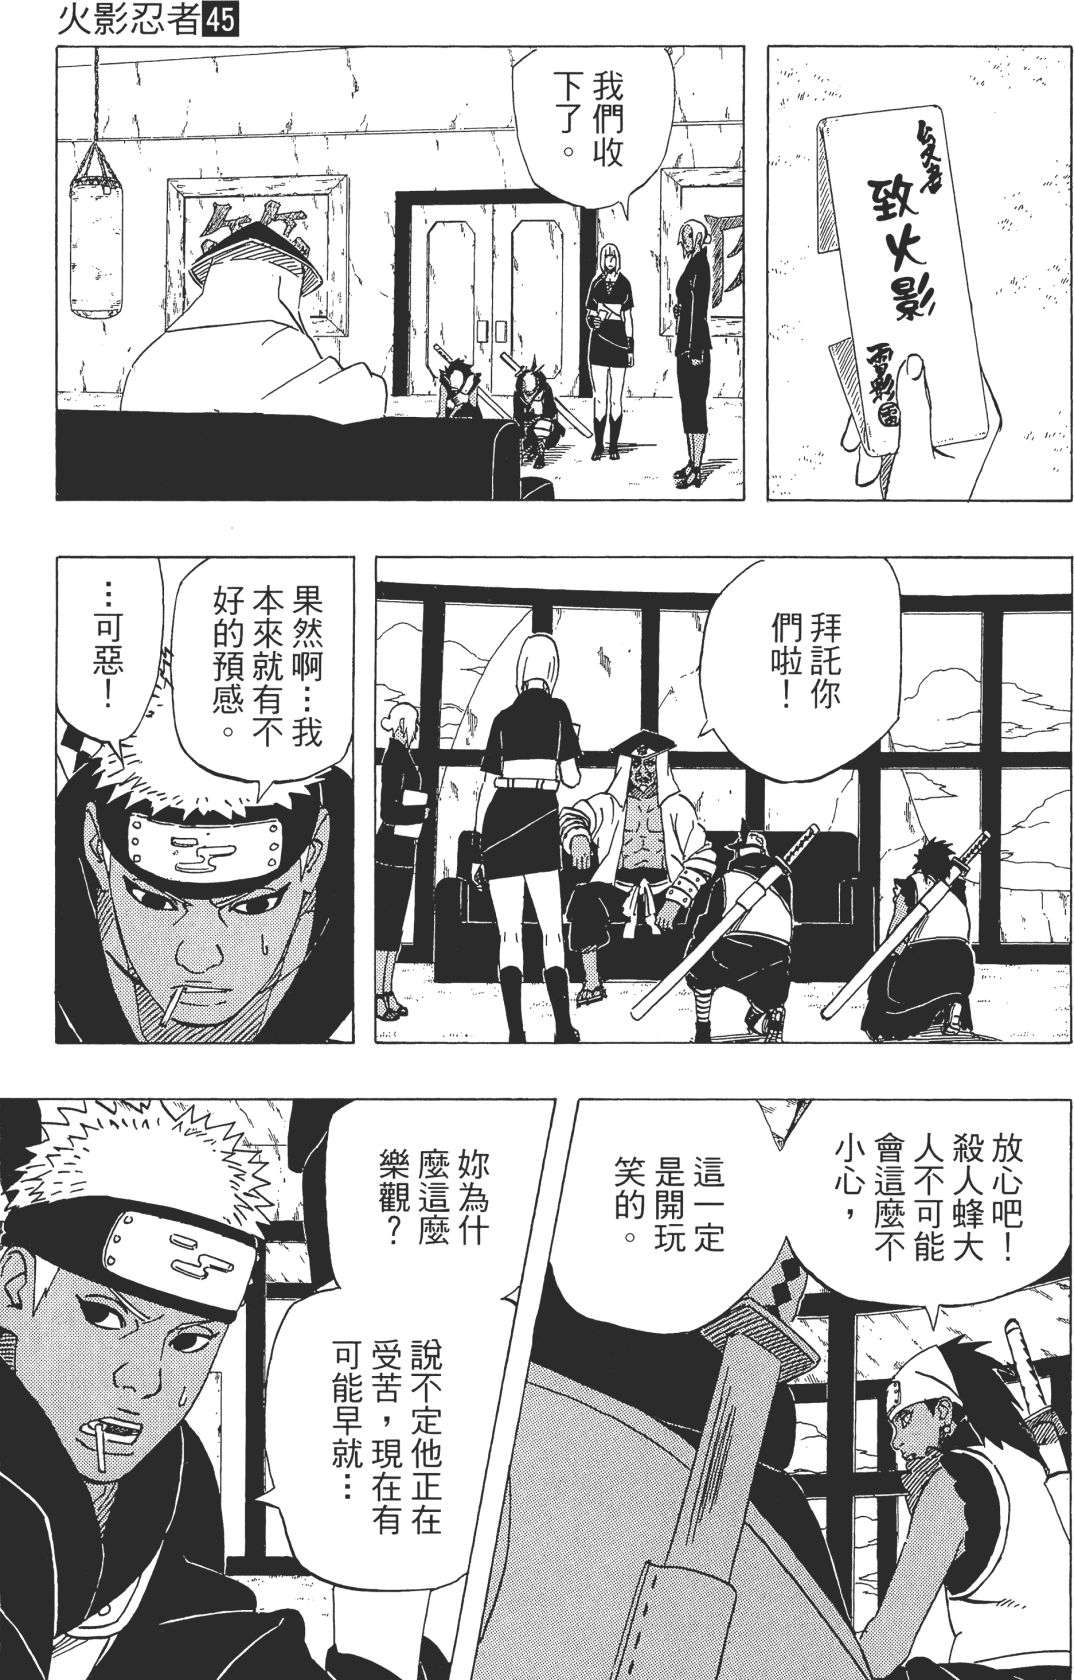 火影忍者45
致火影
我們收
下了。
拜託你
們啦！
果然啊…我
本來就有不
好的預感。
…可惡！
放心吧！
殺人蜂大
人不可能
會這麼不
小心，
這一定
是開玩
笑的。
妳為什
麼這麼
樂觀？
說不定他正在
受苦，現在有
可能早就…